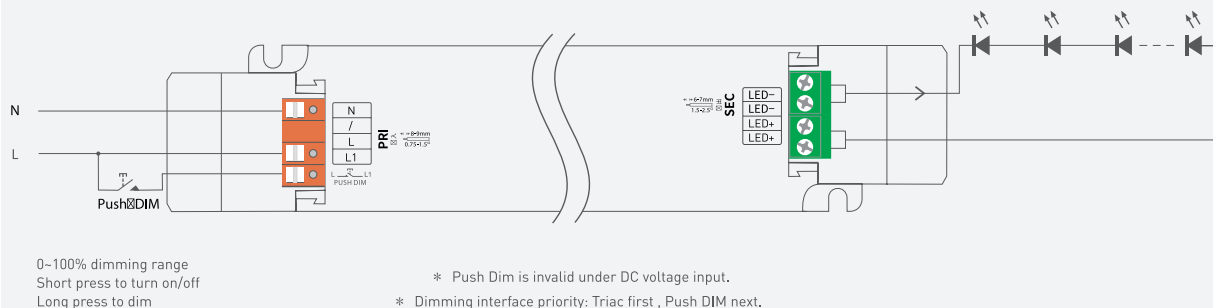 N
L
Push☒DIM
N
/
L
L1
PRI
8-9mm
0.75-1.5□
L L1
PUSH DIM
6-7mm
1.5-2.5□
SEC
LED-
LED-
LED+
LED+
0~100% dimming range
Short press to turn on/off
Long press to dim
* Push Dim is invalid under DC voltage input.
* Dimming interface priority: Triac first , Push DIM next.